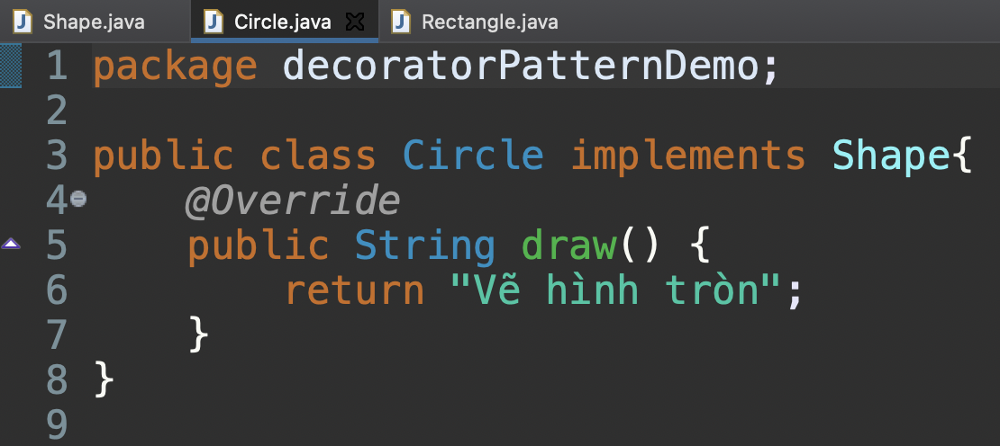 Shape.java Circle.java Rectangle.java
1 package decoratorPatternDemo;
2
3 public class Circle implements Shape{
4 @Override
5 public String draw() {
6 return "Vẽ hình tròn";
7 }
8 }
9